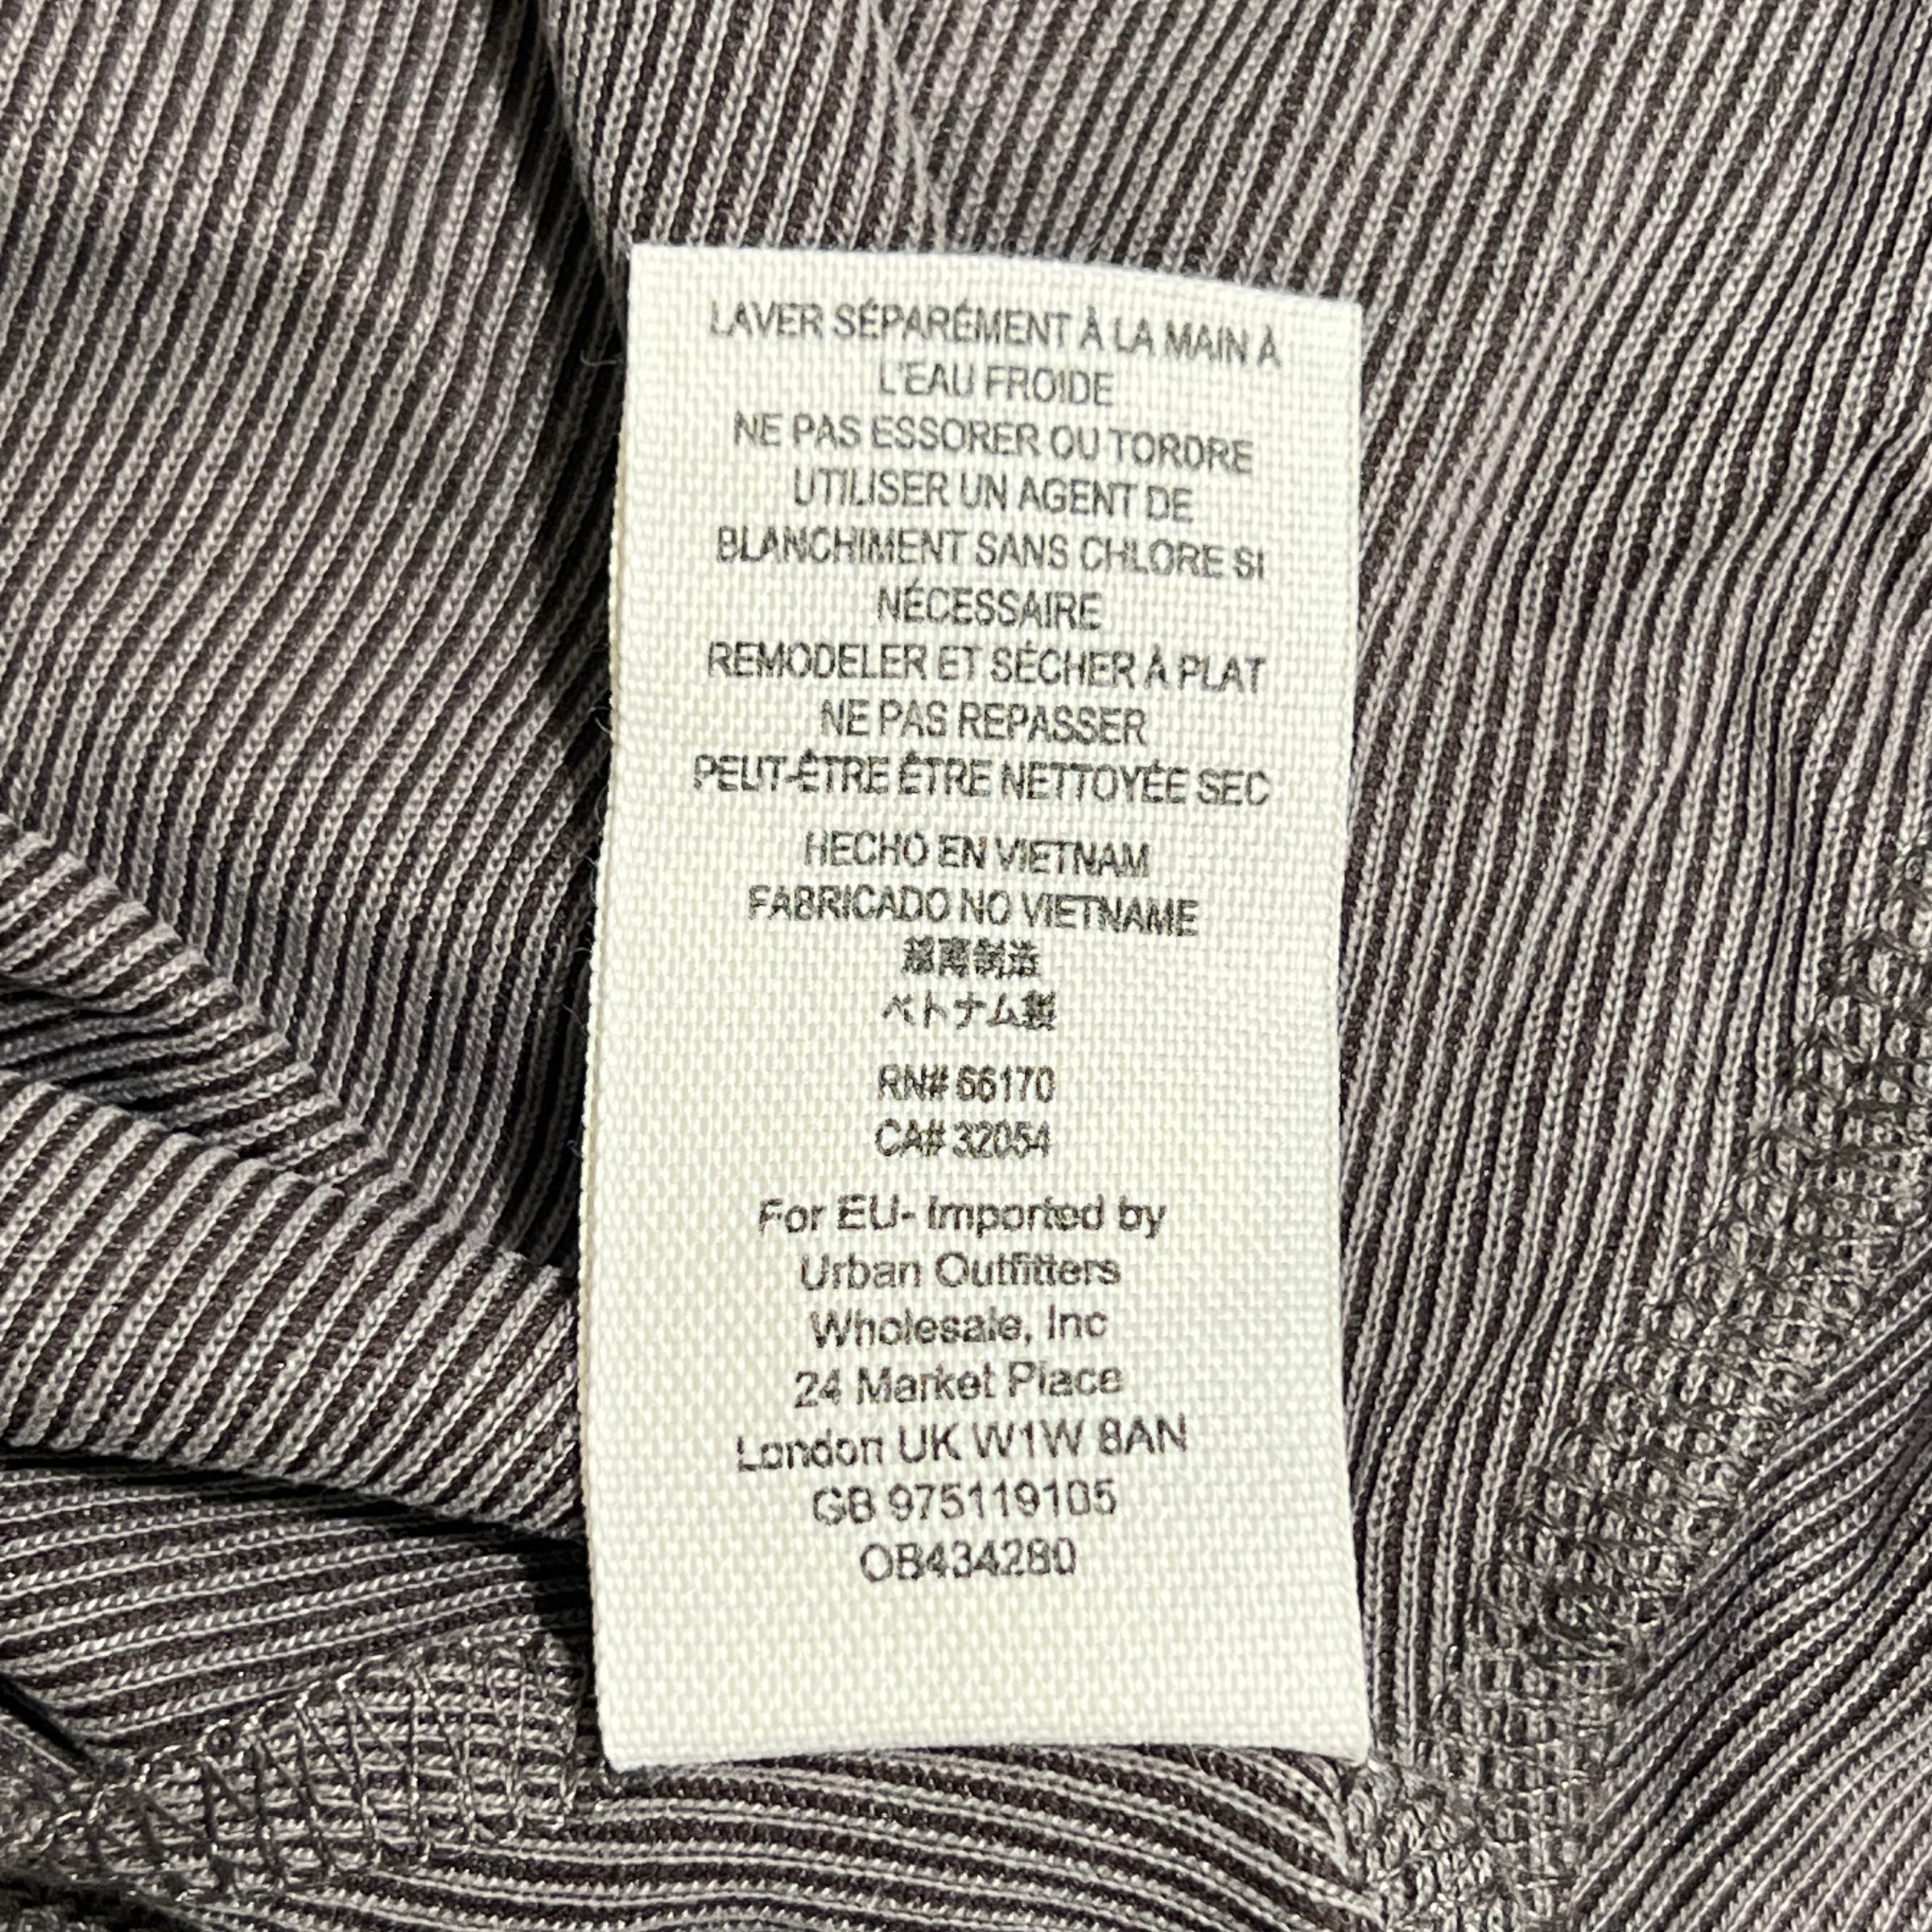 LAVER SÉPARÉMENT À LA MAIN À
L'EAU FROIDE
NE PAS ESSORER OU TORDRE
UTILISER UN AGENT DE
BLANCHIMENT SANS CHLORE SI
NÉCESSAIRE
REMODELER ET SÉCHER À PLAT
NE PAS REPASSER
PEUT-ÊTRE ÊTRE NETTOYÉE SEC
HECHO EN VIETNAM
FABRICADO NO VIETNAME
越南制造
ベトナム製
RN# 66170
CA# 32054
For EU- Imported by
Urban Outfitters
Wholesale, Inc
24 Market Place
London UK W1W 8AN
GB 975119105
OB434280